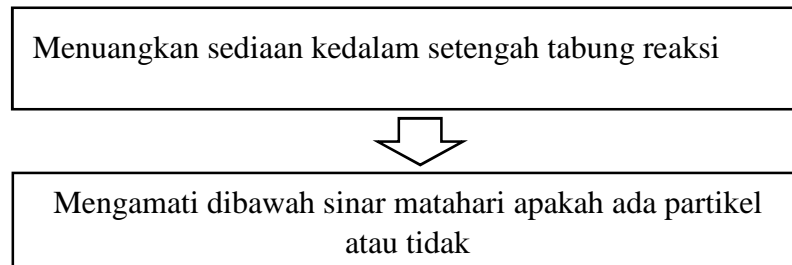 Menuangkan sediaan kedalam setengah tabung reaksi
Mengamati dibawah sinar matahari apakah ada partikel
atau tidak